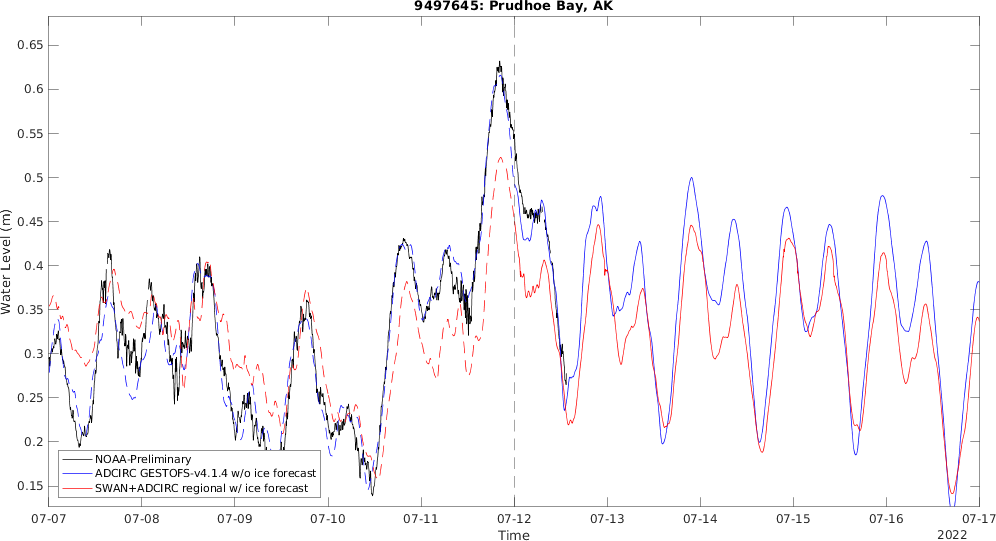 9497645: Prudhoe Bay, AK
Water Level (m)
0.65
0.6
0.55
0.5
0.45
0.4
0.35
0.3
0.25
0.2
0.15
NOAA-Preliminary
ADCIRC GESTOFS-v4.1.4 w/o ice forecast
SWAN+ADCIRC regional w/ ice forecast
07-07 07-08 07-09 07-10 07-11 07-12 07-13 07-14 07-15 07-16 07-17
Time
2022